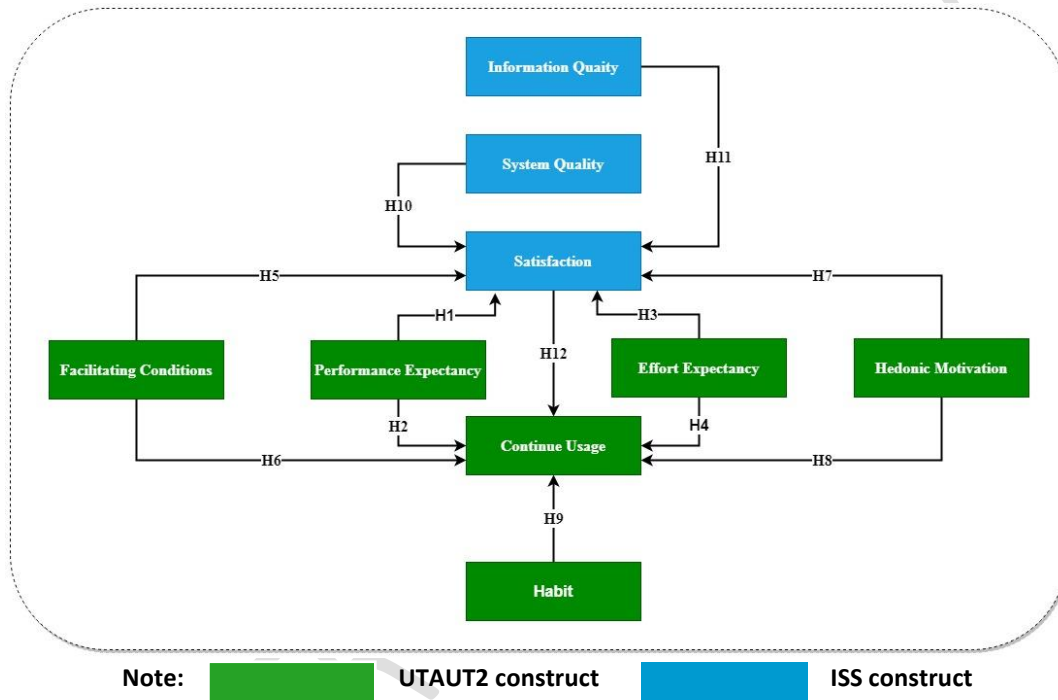 Information Quaity
System Quality
H11
H10
Satisfaction
H5
H7
H1
H3
H12
Facilitating Conditions
Performance Expectancy
Effort Expectancy
Hedonic Motivation
H2
H4
Continue Usage
H6
H8
H9
Habit
Note: UTAUT2 construct ISS construct